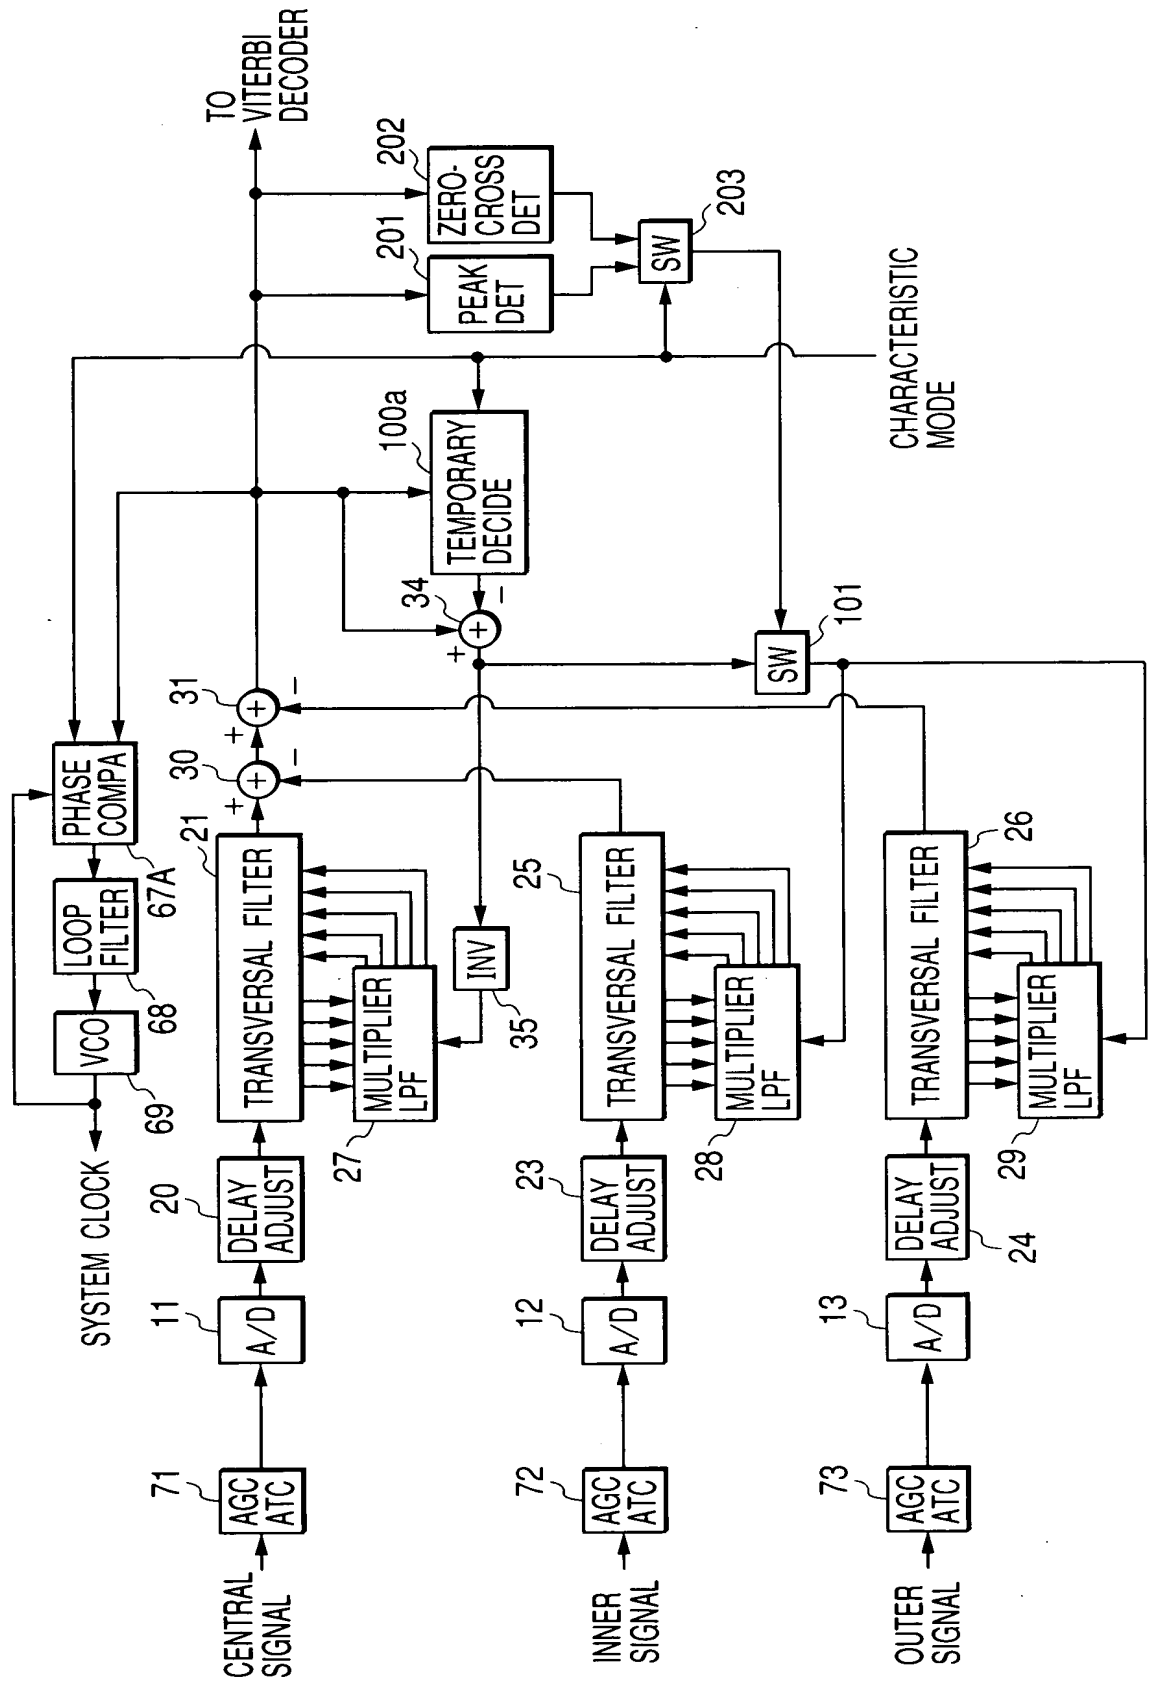 SYSTEM CLOCK
VCO
69
LOOP
FILTER
68
PHASE
COMPA
67A
CENTRAL
SIGNAL
AGC
ATC
71
A/D
11
DELAY
ADJUST
20
TRANSVERSAL FILTER
21
MULTIPLIER
LPF
27
+
+
−
30
+
+
−
31
TO
VITERBI
DECODER
INV
35
+
+
−
34
TEMPORARY
DECIDE
100a
PEAK
DET
201
ZERO-
CROSS
DET
202
SW
203
CHARACTERISTIC
MODE
SW
101
INNER
SIGNAL
AGC
ATC
72
A/D
12
DELAY
ADJUST
23
TRANSVERSAL FILTER
25
MULTIPLIER
LPF
28
OUTER
SIGNAL
AGC
ATC
73
A/D
13
DELAY
ADJUST
24
TRANSVERSAL FILTER
26
MULTIPLIER
LPF
29